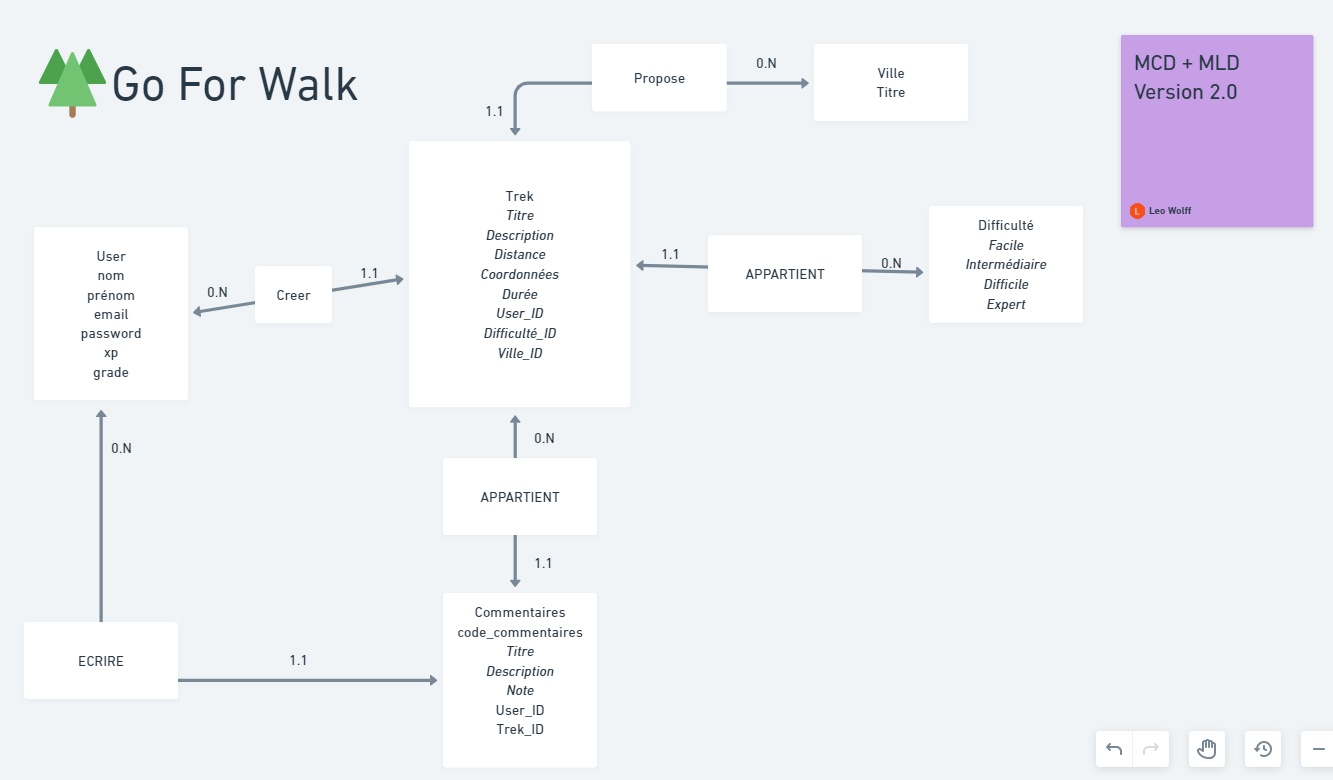 Go For Walk
Propose
0.N
Ville
Titre
MCD + MLD
Version 2.0
L
Leo Wolff
1.1
Trek
Titre
Description
Distance
Coordonnées
Durée
User_ID
Difficulté_ID
Ville_ID
User
nom
prénom
email
password
xp
grade
0.N
Creer
1.1
1.1
APPARTIENT
0.N
Difficulté
Facile
Intermédiaire
Difficile
Expert
0.N
0.N
APPARTIENT
1.1
ECRIRE
1.1
Commentaires
code_commentaires
Titre
Description
Note
User_ID
Trek_ID